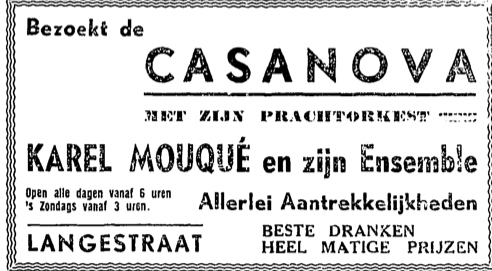 Bezoekt de
CASANOVA
MET ZIJN PRACHTORKEST
KAREL MOUQUÉ en zijn Ensemble
Open alle dagen vanaf 6 uren
's Zondags vanaf 3 uren.
Allerlei Aantrekkelijkheden
LANGESTRAAT
BESTE DRANKEN
HEEL MATIGE PRIJZEN